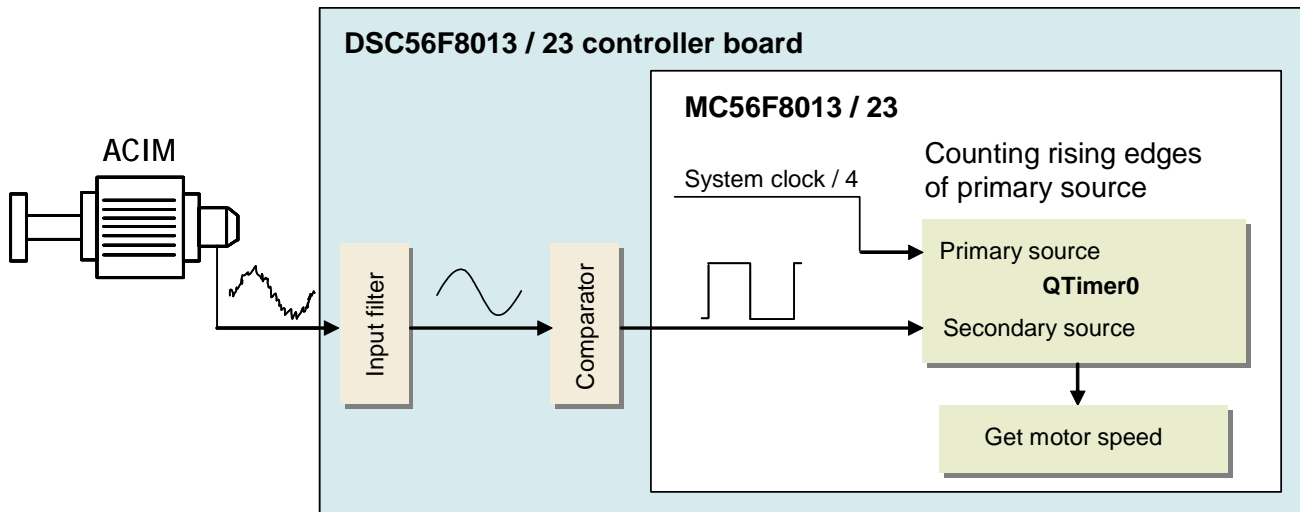 DSC56F8013 / 23 controller board
MC56F8013 / 23
ACIM
System clock / 4
Counting rising edges
of primary source
Input filter
Comparator
Primary source
QTimer0
Secondary source
Get motor speed